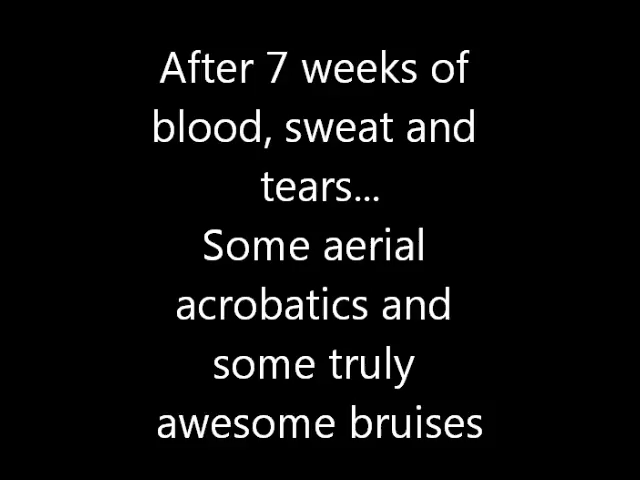 After 7 weeks of
blood, sweat and
tears...
Some aerial
acrobatics and
some truly
awesome bruises